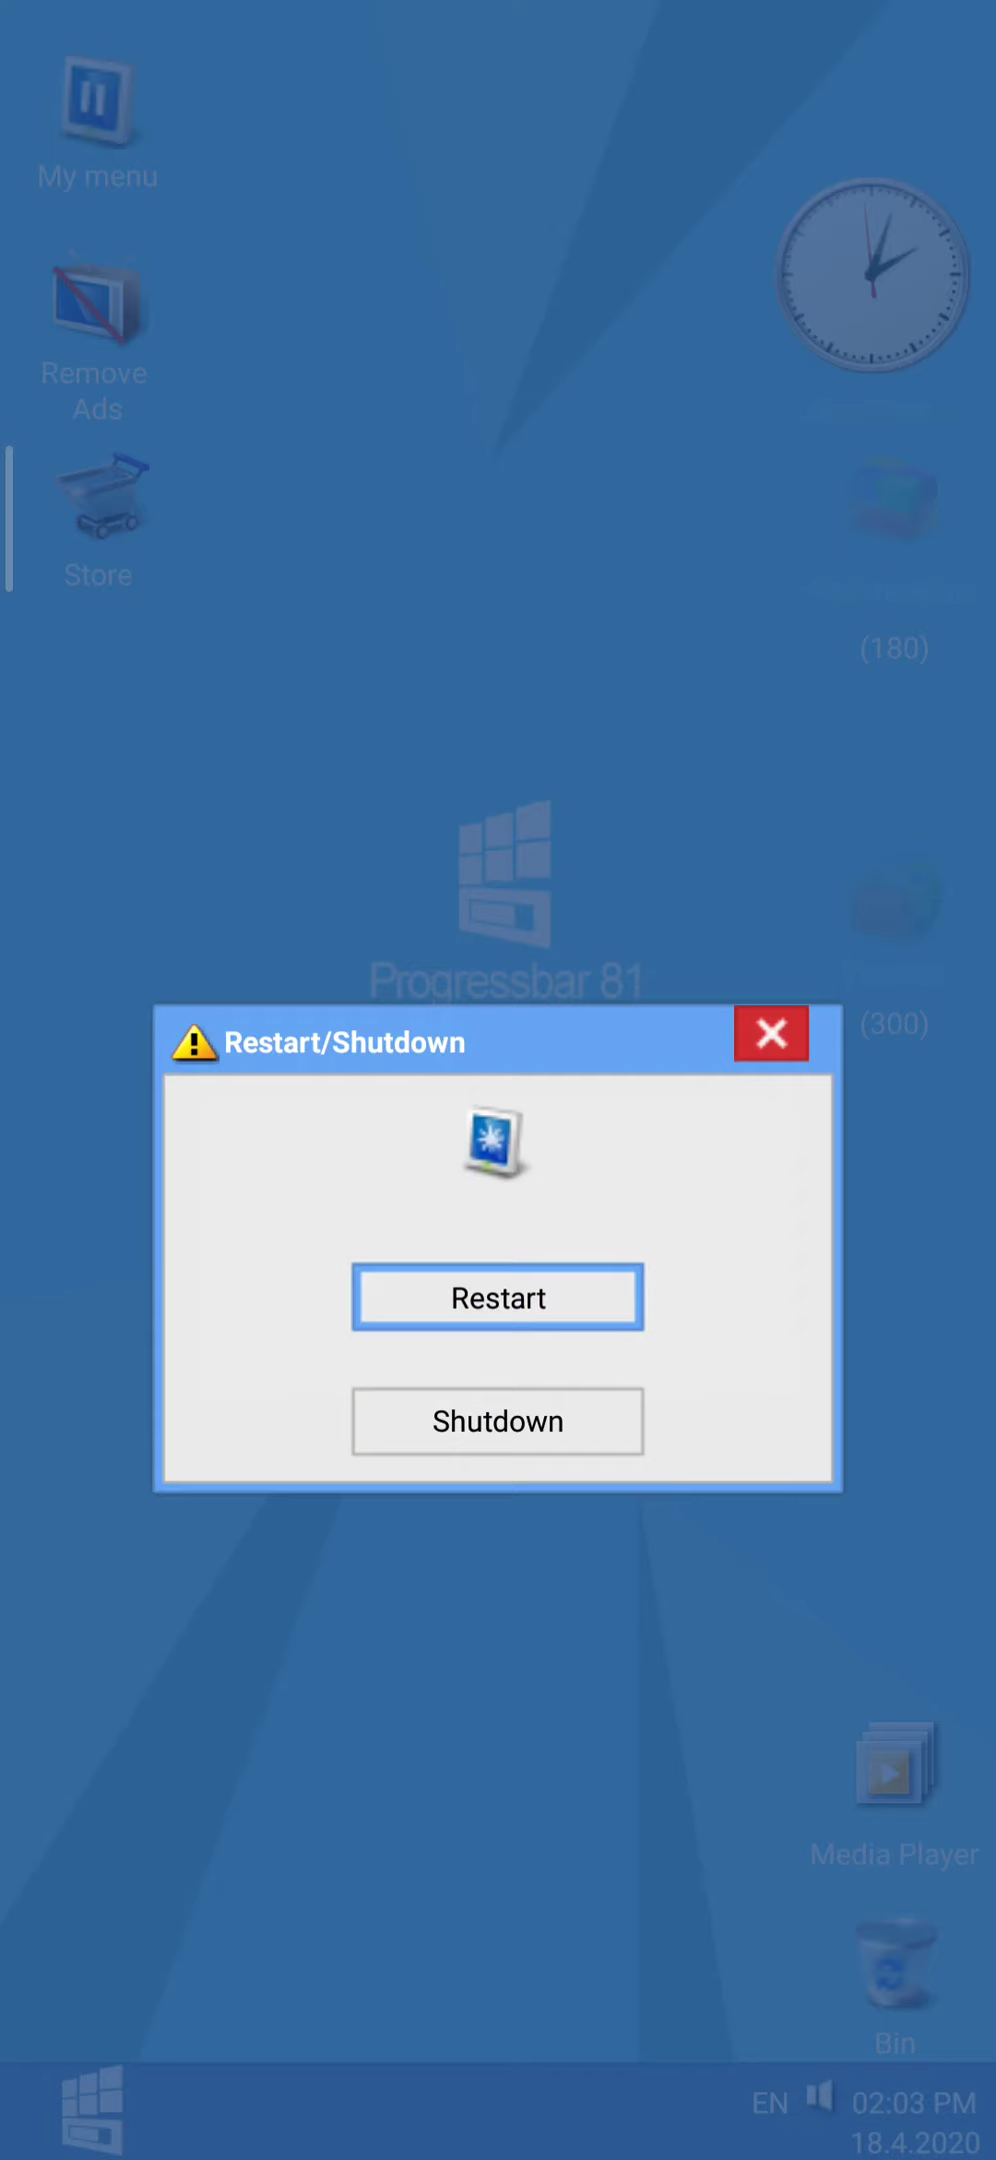 My menu
Remove
Ads
Store
(180)
Progressbar 81
(300)
Restart/Shutdown
Restart
Shutdown
Media Player
Bin
EN
02:03 PM
18.4.2020